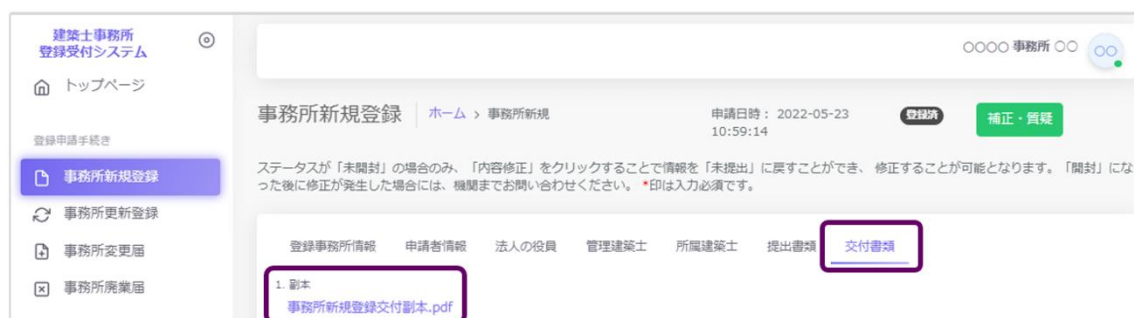 建築士事務所
登録受付システム
トップページ
登録申請手続き
事務所新規登録
事務所更新登録
事務所変更届
事務所廃業届
○○○○ 事務所 ○○
○○
事務所新規登録
ホーム › 事務所新規
申請日時： 2022-05-23
10:59:14
登録済
補正・質疑
ステータスが「未開封」の場合のみ、「内容修正」をクリックすることで情報を「未提出」に戻すことができ、 修正することが可能となります。「開封」にな
った後に修正が発生した場合には、機関までお問い合わせください。 *印は入力必須です。
登録事務所情報 申請者情報 法人の役員 管理建築士 所属建築士 提出書類 交付書類
1. 副本
事務所新規登録交付副本.pdf